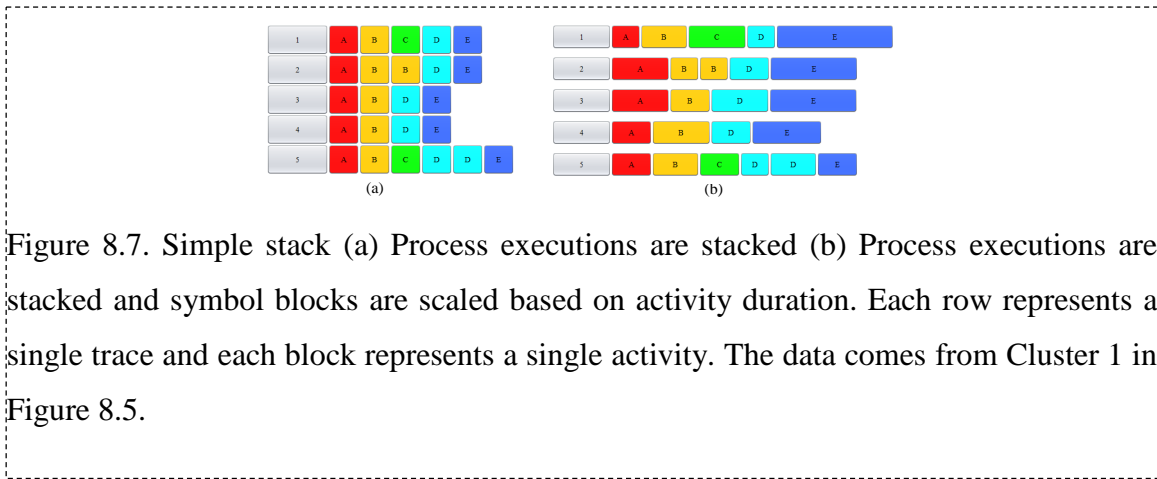 1 A B C D E
2 A B B D E
3 A B D E
4 A B D E
5 A B C D D E
(a)
1 A B C D E
2 A B B D E
3 A B D E
4 A B D E
5 A B C D D E
(b)
Figure 8.7. Simple stack (a) Process executions are stacked (b) Process executions are
stacked and symbol blocks are scaled based on activity duration. Each row represents a
single trace and each block represents a single activity. The data comes from Cluster 1 in
Figure 8.5.